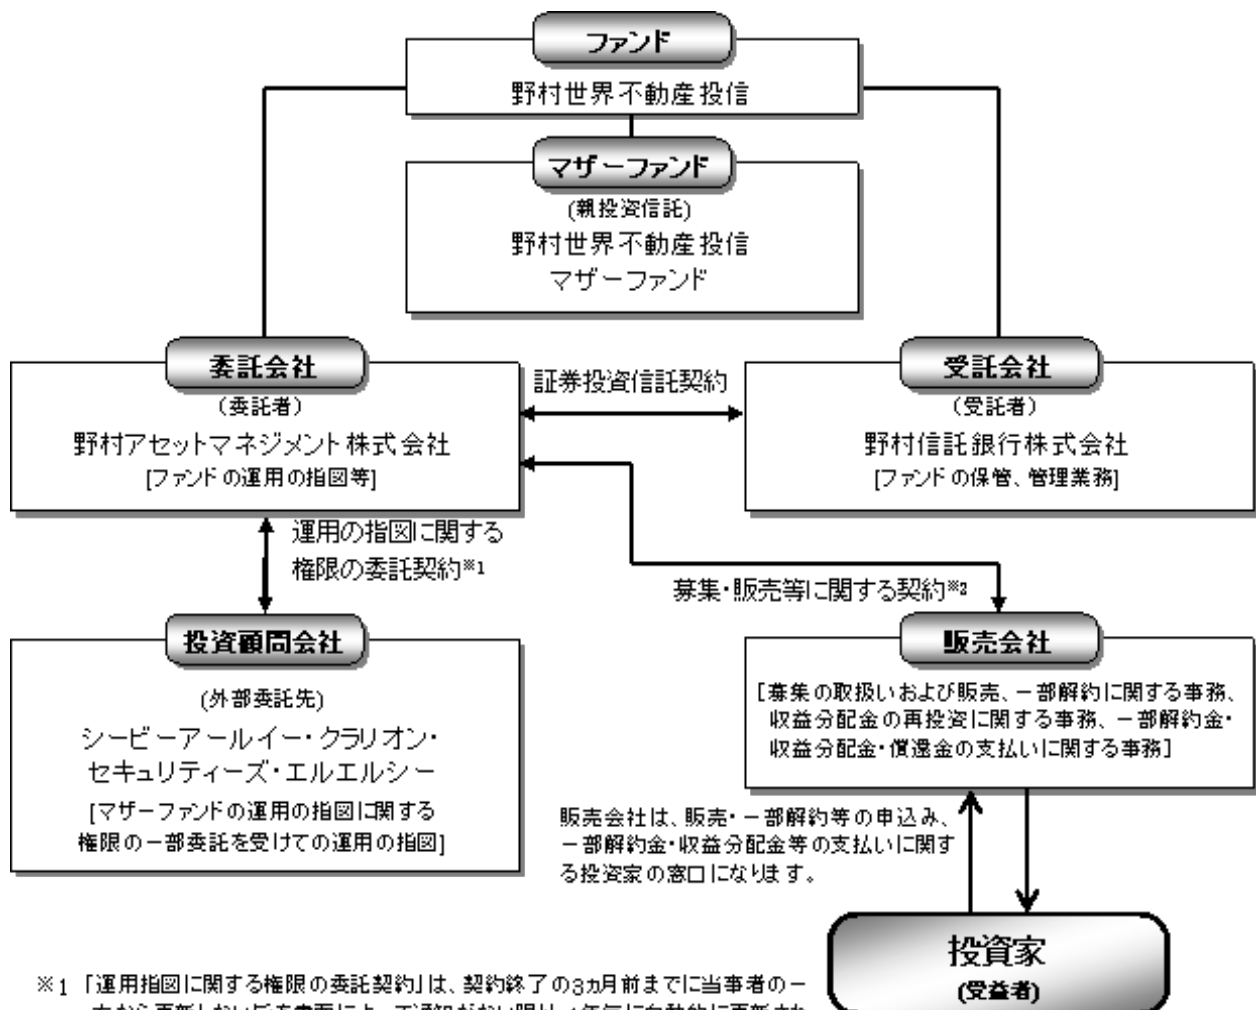 ファンド
野村世界不動産投信
マザーファンド
(親投資信託)
野村世界不動産投信
マザーファンド
委託会社
(委託者)
野村アセットマネジメント株式会社
[ファンドの運用の指図等]
証券投資信託契約
受託会社
(受託者)
野村信託銀行株式会社
[ファンドの保管、管理業務]
運用の指図に関する
権限の委託契約※1
募集・販売等に関する契約※2
投資顧問会社
(外部委託先)
シービーアールイー・クラリオン・
セキュリティーズ・エルエルシー
[マザーファンドの運用の指図に関する
権限の一部委託を受けての運用の指図]
販売会社
[募集の取扱いおよび販売、一部解約に関する事務、
収益分配金の再投資に関する事務、一部解約金・
収益分配金・償還金の支払いに関する事務]
販売会社は、販売・一部解約等の申込み、
一部解約金・収益分配金等の支払いに関す
る投資家の窓口になります。
投資家
(受益者)
※1 「運用指図に関する権限の委託契約」は、契約終了の3ヵ月前までに当事者の一